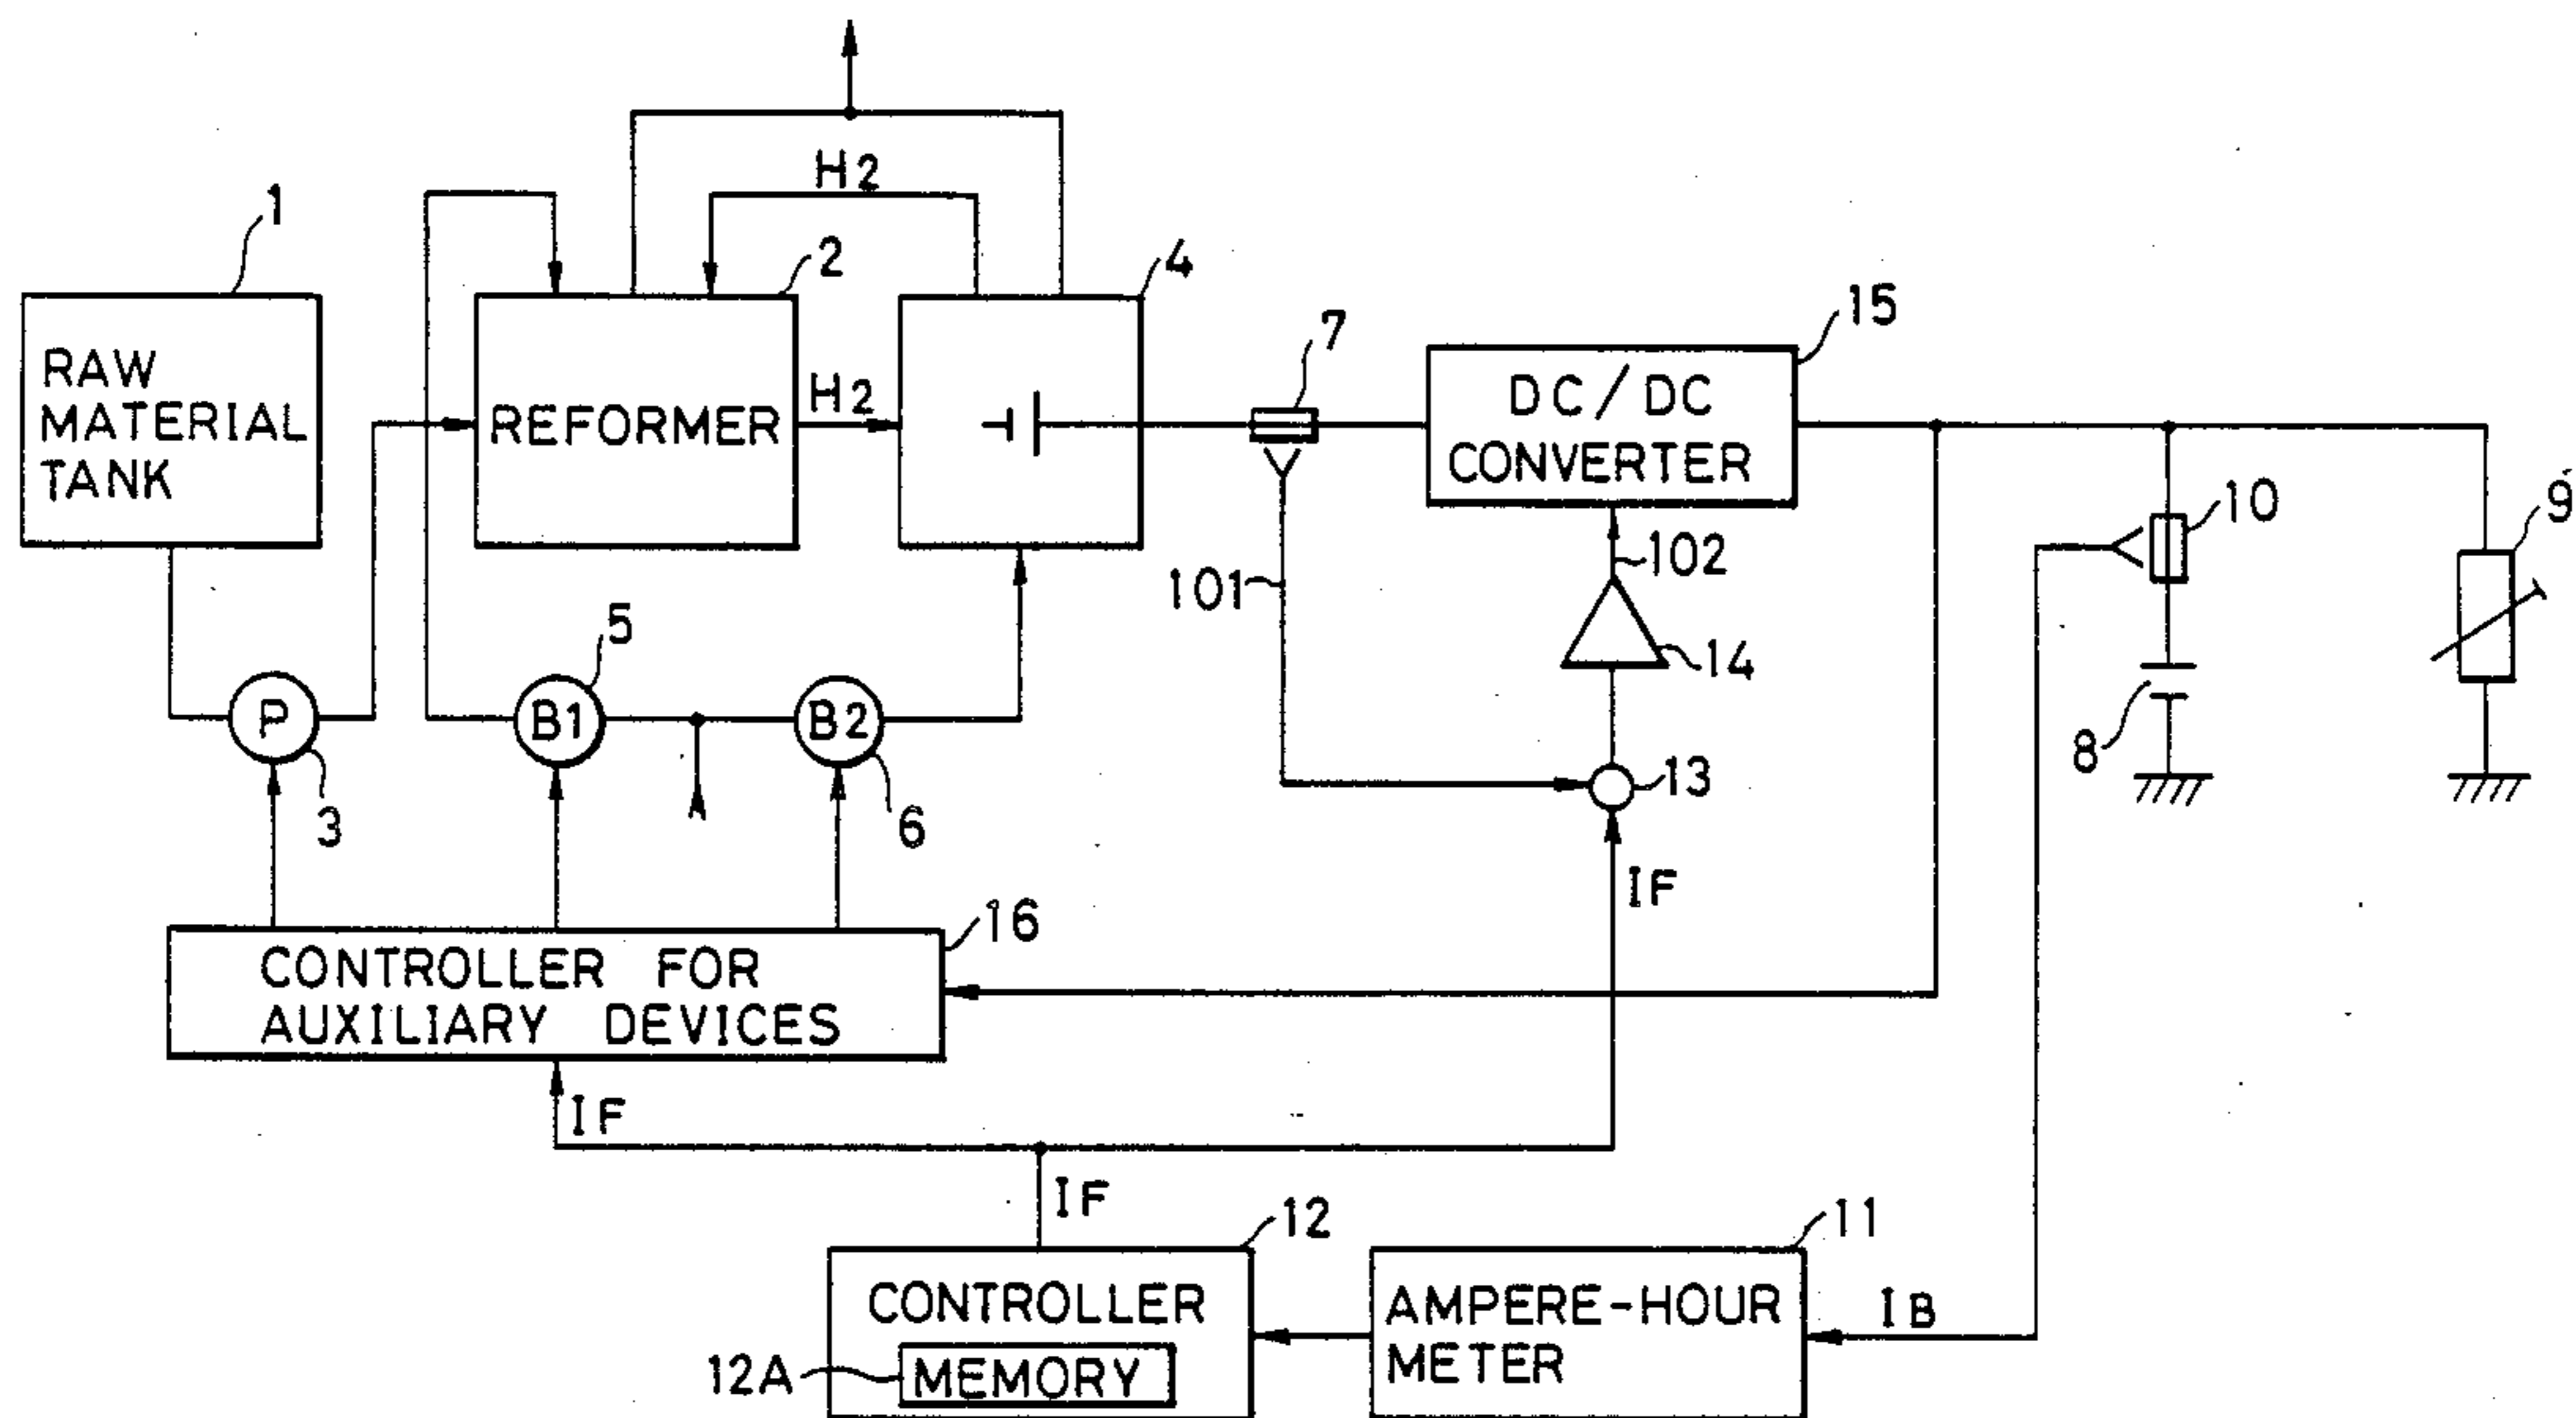 H2
1
2
4
RAW
MATERIAL
TANK
REFORMER
H2
7
15
DC/DC
CONVERTER
10
9
101
102
5
14
P
B1
B2
8
13
3
6
IF
16
CONTROLLER FOR
AUXILIARY DEVICES
IF
IF
12
11
CONTROLLER
AMPERE-HOUR
METER
IB
12A
MEMORY